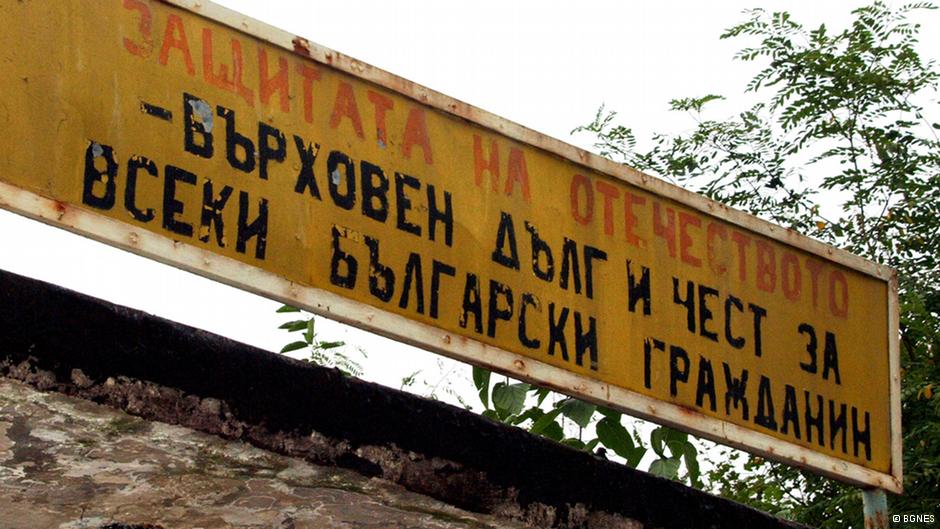 ЗАЩИТАТА НА ОТЕЧЕСТВОТО
–ВЪРХОВЕН ДЪЛГ И ЧЕСТ ЗА
ВСЕКИ БЪЛГАРСКИ ГРАЖДАНИН
© BGNES